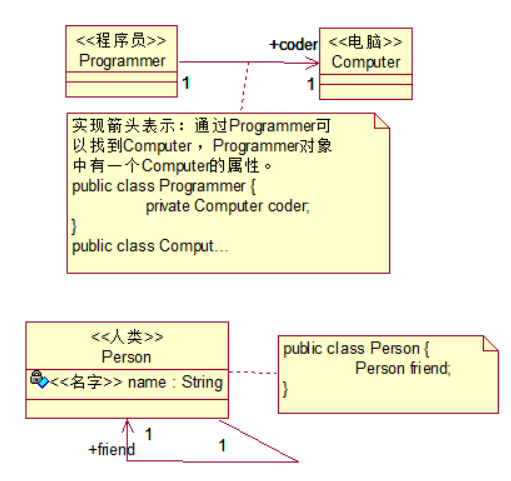 <<程序员>>
Programmer
1
+coder
1
<<电脑>>
Computer
实现箭头表示：通过Programmer可
以找到Computer，Programmer对象
中有一个Computer的属性。
public class Programmer {
private Computer coder;
}
public class Comput...
<<人类>>
Person
<<名字>> name : String
+friend
1
1
public class Person {
Person friend;
}